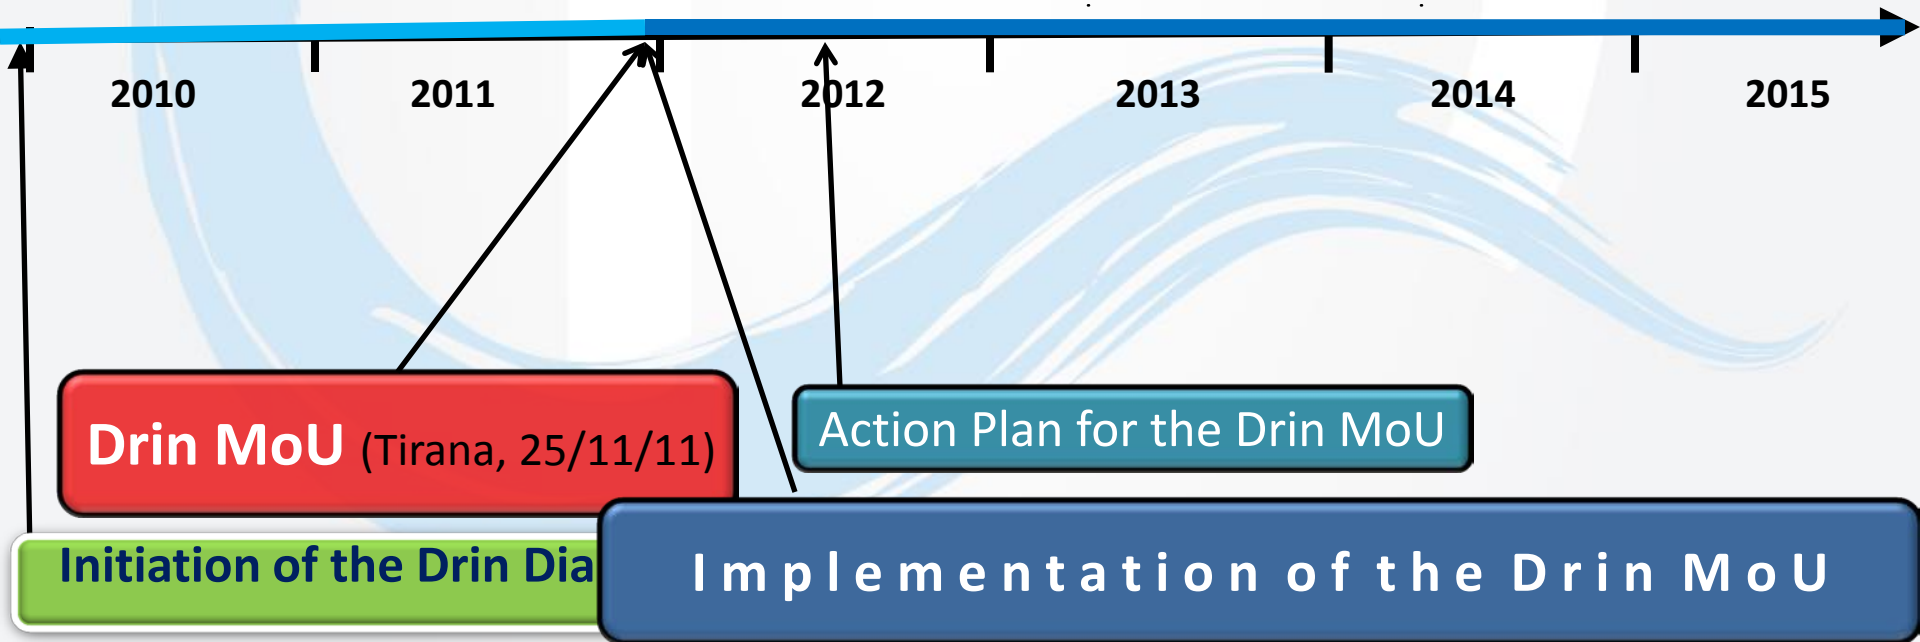 2010 2011 2012 2013 2014 2015
Drin MoU (Tirana, 25/11/11)
Action Plan for the Drin MoU
Initiation of the Drin Dia
Implementation of the Drin MoU